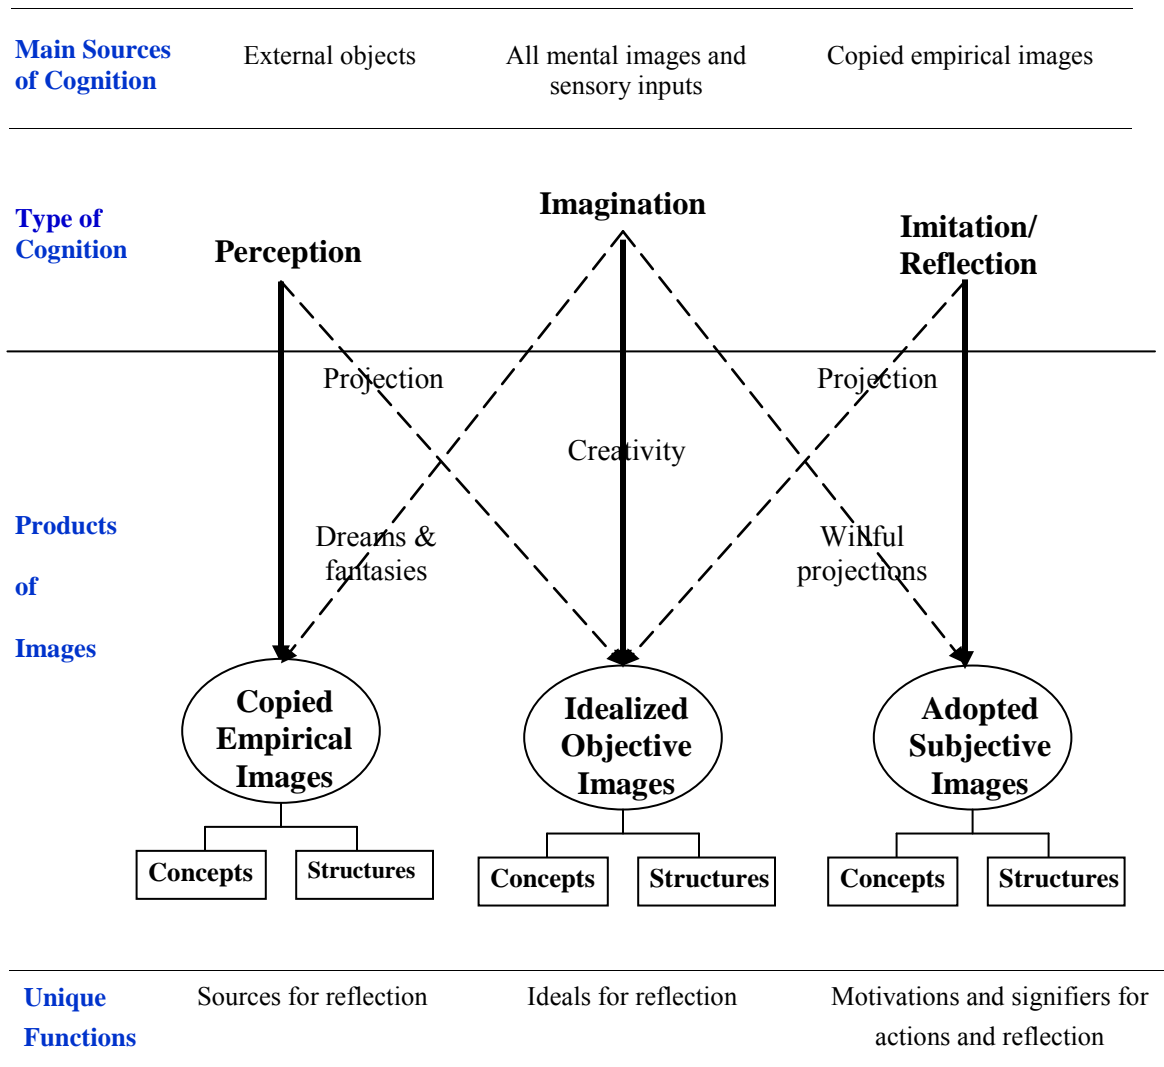 Main Sources
of Cognition
External objects
All mental images and
sensory inputs
Copied empirical images
Type of
Cognition
Perception
Imagination
Imitation/
Reflection
Projection
Projection
Creativity
Products
of
Images
Dreams &
fantasies
Willful
projections
Copied
Empirical
Images
Idealized
Objective
Images
Adopted
Subjective
Images
Concepts
Structures
Concepts
Structures
Concepts
Structures
Unique
Functions
Sources for reflection
Ideals for reflection
Motivations and signifiers for
actions and reflection